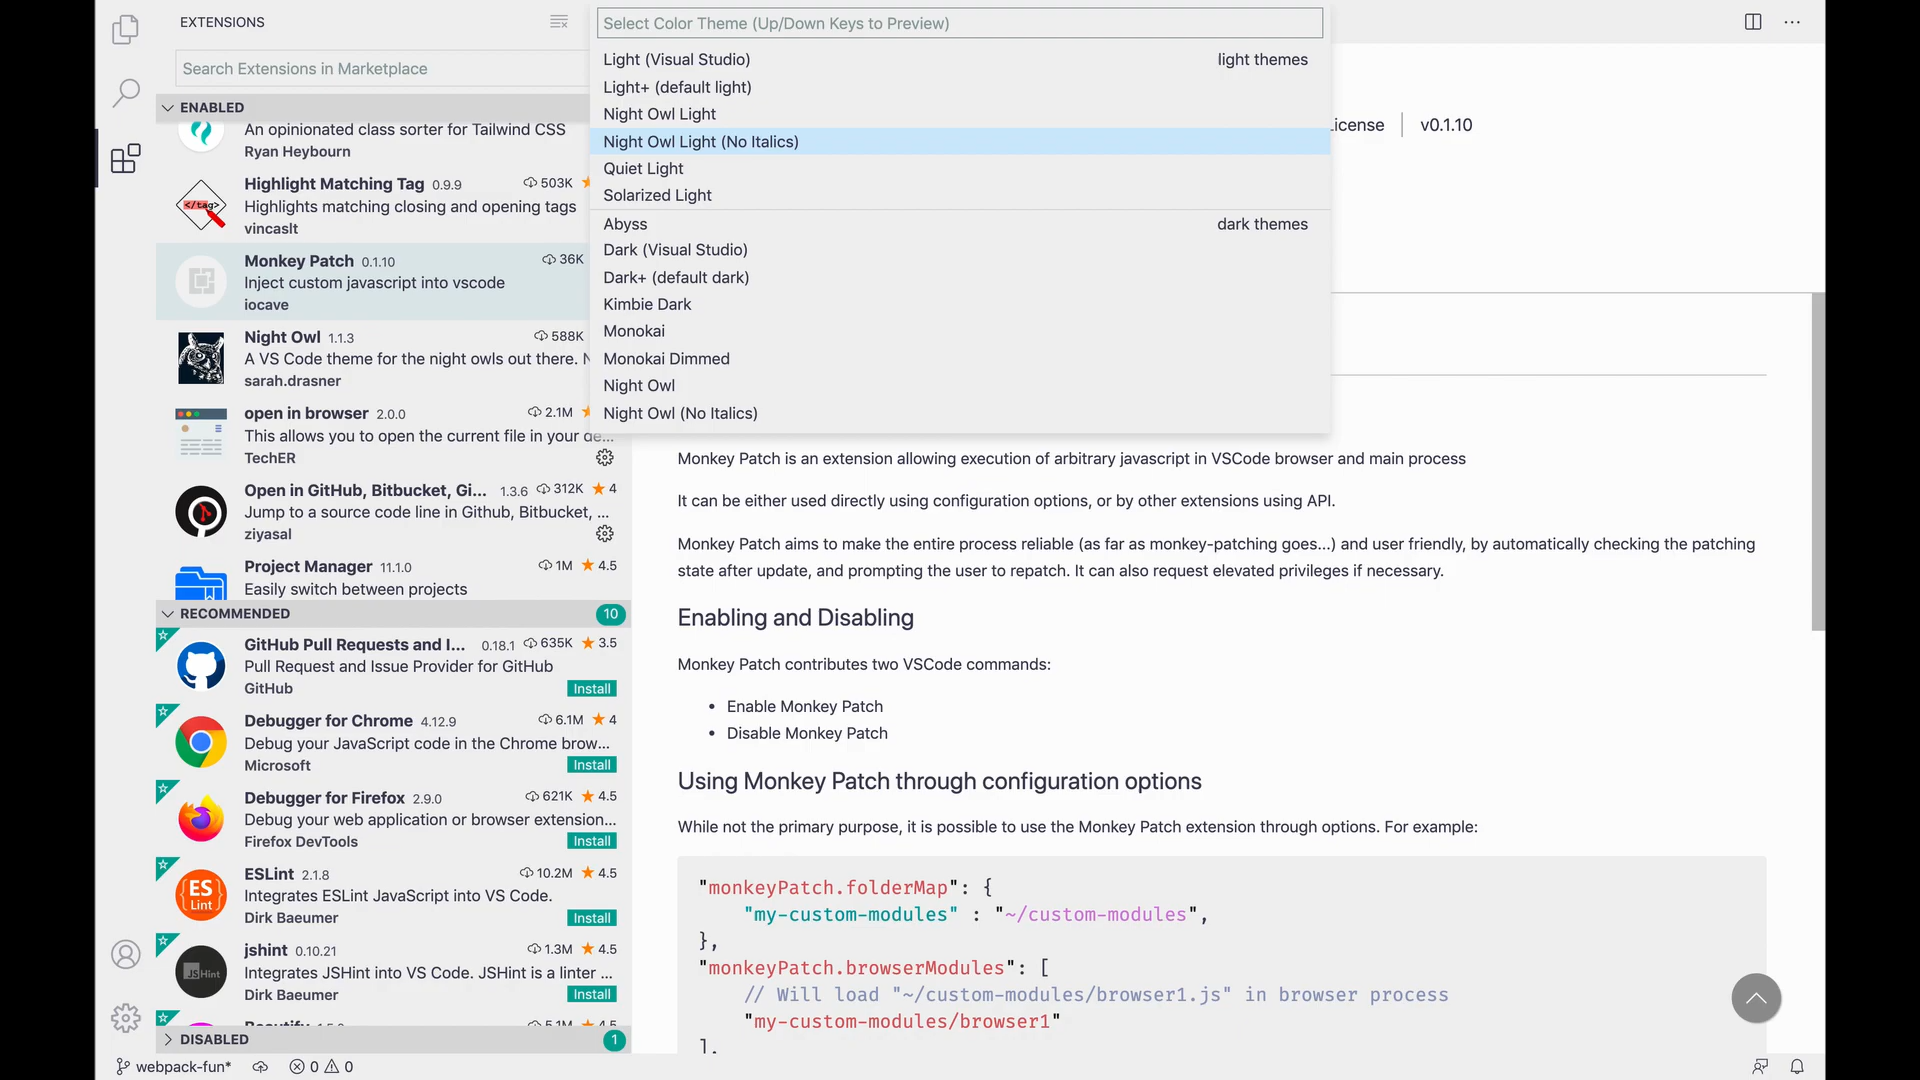 EXTENSIONS
Search Extensions in Marketplace
ENABLED
An opinionated class sorter for Tailwind CSS
Ryan Heybourn
Highlight Matching Tag 0.9.9 503K
Highlights matching closing and opening tags
vincaslt
</tag>
Monkey Patch 0.1.10 36K
Inject custom javascript into vscode
iocave
Night Owl 1.1.3 588K
A VS Code theme for the night owls out there.
sarah.drasner
open in browser 2.0.0 2.1M
This allows you to open the current file in your de...
TechER
Open in GitHub, Bitbucket, Gi... 1.3.6 312K 4
Jump to a source code line in Github, Bitbucket, ...
ziyasal
Project Manager 11.1.0 1M 4.5
Easily switch between projects
RECOMMENDED 10
GitHub Pull Requests and I... 0.18.1 635K 3.5
Pull Request and Issue Provider for GitHub
GitHub Install
Debugger for Chrome 4.12.9 6.1M 4
Debug your JavaScript code in the Chrome brow...
Microsoft Install
Debugger for Firefox 2.9.0 621K 4.5
Debug your web application or browser extension...
Firefox DevTools Install
ESLint 2.1.8 10.2M 4.5
Integrates ESLint JavaScript into VS Code.
Dirk Baeumer Install
ES
Lint
jshint 0.10.21 1.3M 4.5
Integrates JSHint into VS Code. JSHint is a linter ...
Dirk Baeumer Install
JSHint
DISABLED 1
webpack-fun* 0 0
Select Color Theme (Up/Down Keys to Preview)
Light (Visual Studio) light themes
Light+ (default light)
Night Owl Light
Night Owl Light (No Italics)
Quiet Light
Solarized Light
Abyss dark themes
Dark (Visual Studio)
Dark+ (default dark)
Kimbie Dark
Monokai
Monokai Dimmed
Night Owl
Night Owl (No Italics)
icense v0.1.10
Monkey Patch is an extension allowing execution of arbitrary javascript in VSCode browser and main process
It can be either used directly using configuration options, or by other extensions using API.
Monkey Patch aims to make the entire process reliable (as far as monkey-patching goes...) and user friendly, by automatically checking the patching
state after update, and prompting the user to repatch. It can also request elevated privileges if necessary.
Enabling and Disabling
Monkey Patch contributes two VSCode commands:
• Enable Monkey Patch
• Disable Monkey Patch
Using Monkey Patch through configuration options
While not the primary purpose, it is possible to use the Monkey Patch extension through options. For example:
"monkeyPatch.folderMap": {
"my-custom-modules" : "~/custom-modules",
},
"monkeyPatch.browserModules": [
// Will load "~/custom-modules/browser1.js" in browser process
"my-custom-modules/browser1"
],